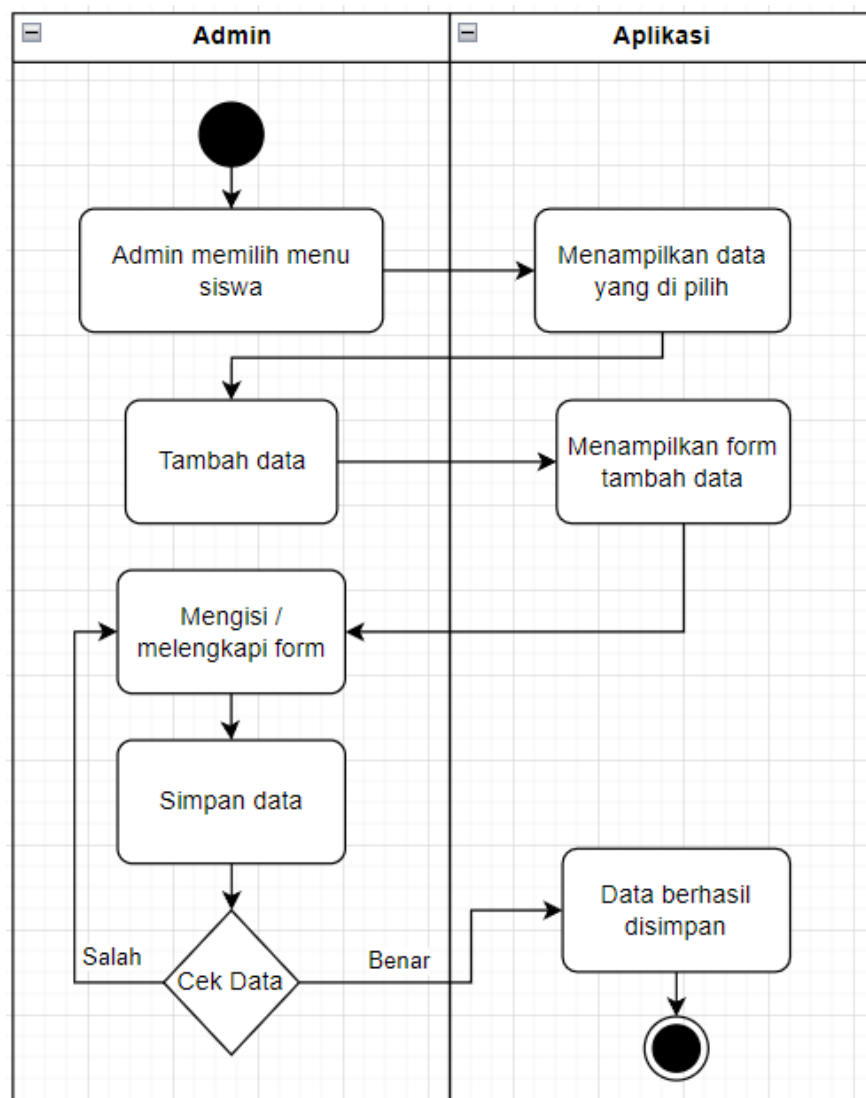 Admin
Aplikasi
Admin memilih menu
siswa
Menampilkan data
yang di pilih
Tambah data
Menampilkan form
tambah data
Mengisi /
melengkapi form
Simpan data
Data berhasil
disimpan
Salah
Cek Data
Benar